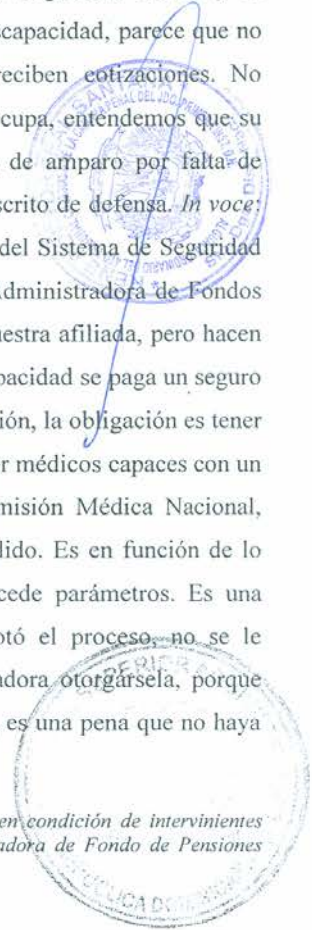 scapacidad, parece que no
reciben cotizaciones. No
cupa, entendemos que su
de amparo por falta de
scrito de defensa. In voce:
del Sistema de Seguridad
Administradora de Fondos
uestra afiliada, pero hacen
pacidad se paga un seguro
ión, la obligación es tener
r médicos capaces con un
misión Médica Nacional,
lido. Es en función de lo
cede parámetros. Es una
otó el proceso, no se le
adora otorgársela, porque
es una pena que no haya
en condición de intervinientes
adora de Fondo de Pensiones